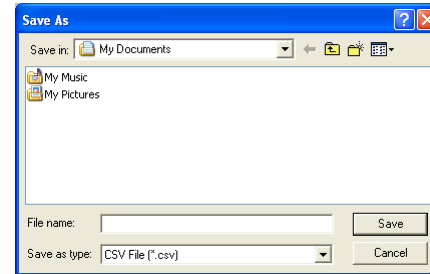 Save As
Save in: My Documents
My Music
My Pictures
File name: Save
Save as type: CSV File (*.csv) Cancel